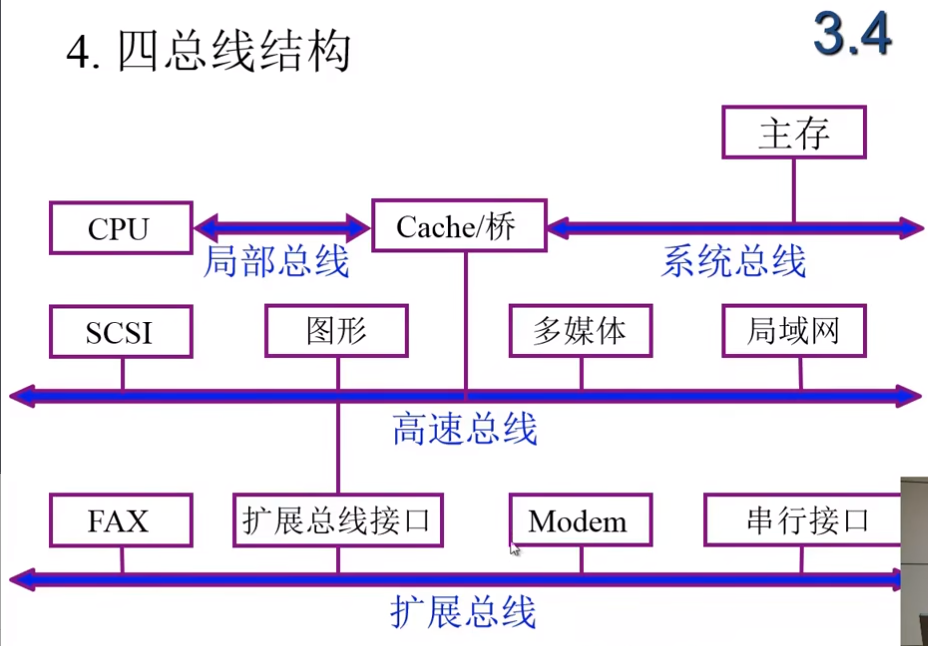 4. 四总线结构
3.4
主存
CPU
Cache/桥
局部总线
系统总线
SCSI
图形
多媒体
局域网
高速总线
FAX
扩展总线接口
Modem
串行接口
扩展总线